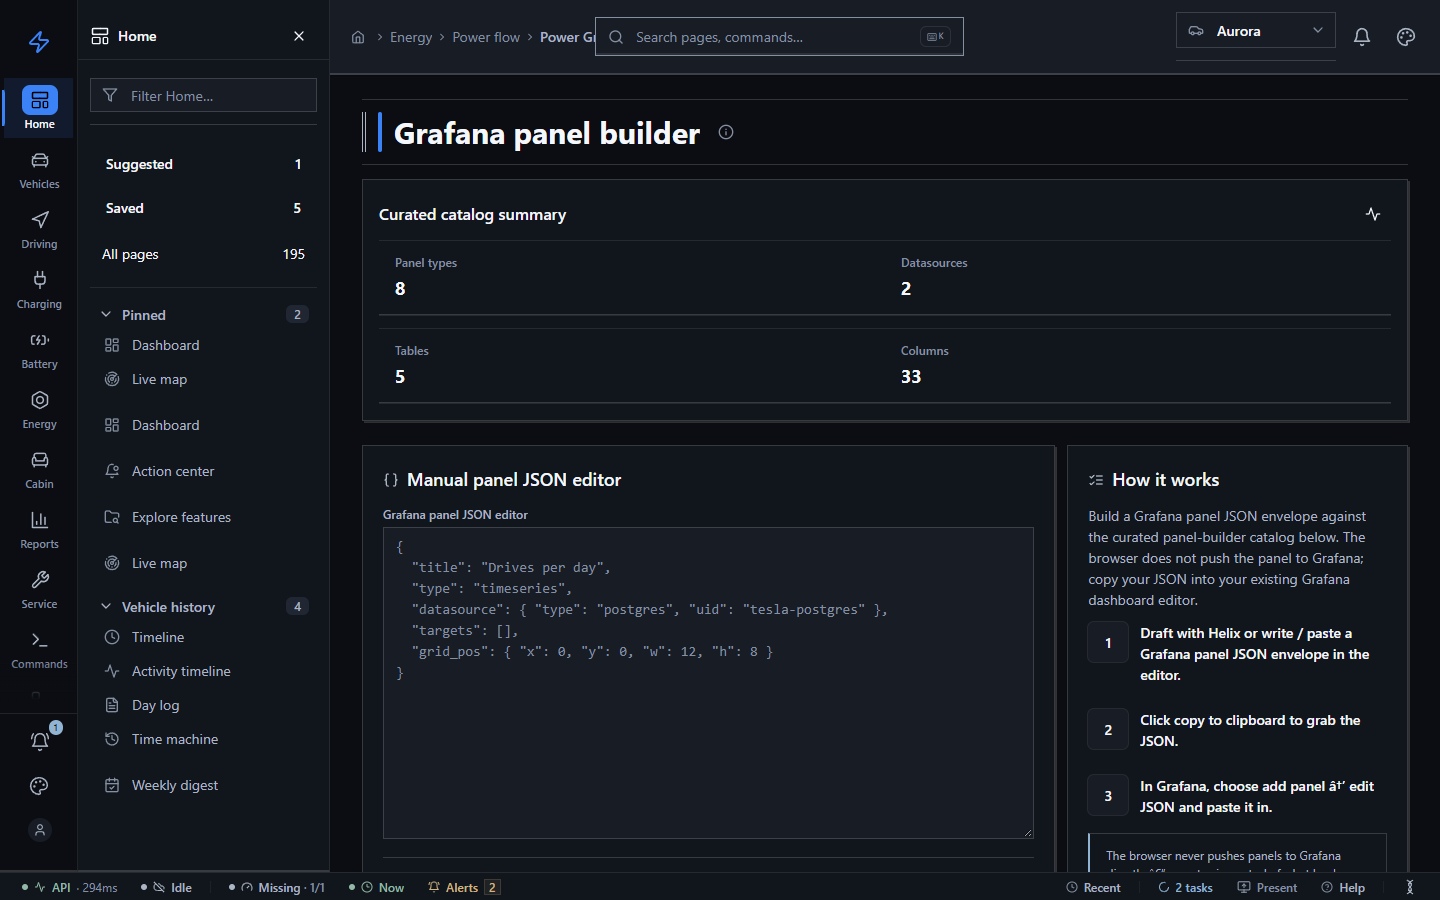 Home
Energy
Power flow
Power Gr
Search pages, commands...
K
Aurora
Home
Vehicles
Driving
Charging
Battery
Energy
Cabin
Reports
Service
Commands
1
Filter Home...
Suggested 1
Saved 5
All pages 195
Pinned 2
Dashboard
Live map
Dashboard
Action center
Explore features
Live map
Vehicle history 4
Timeline
Activity timeline
Day log
Time machine
Weekly digest
Grafana panel builder
Curated catalog summary
Panel types
8
Datasources
2
Tables
5
Columns
33
Manual panel JSON editor
Grafana panel JSON editor
{
"title": "Drives per day",
"type": "timeseries",
"datasource": { "type": "postgres", "uid": "tesla-postgres" },
"targets": [],
"grid_pos": { "x": 0, "y": 0, "w": 12, "h": 8 }
}
How it works
Build a Grafana panel JSON envelope against
the curated panel-builder catalog below. The
browser does not push the panel to Grafana;
copy your JSON into your existing Grafana
dashboard editor.
1
Draft with Helix or write / paste a
Grafana panel JSON envelope in the
editor.
2
Click copy to clipboard to grab the
JSON.
3
In Grafana, choose add panel â†’ edit
JSON and paste it in.
The browser never pushes panels to Grafana
API · 294ms
Idle
Missing · 1/1
Now
Alerts 2
Recent
2 tasks
Present
Help